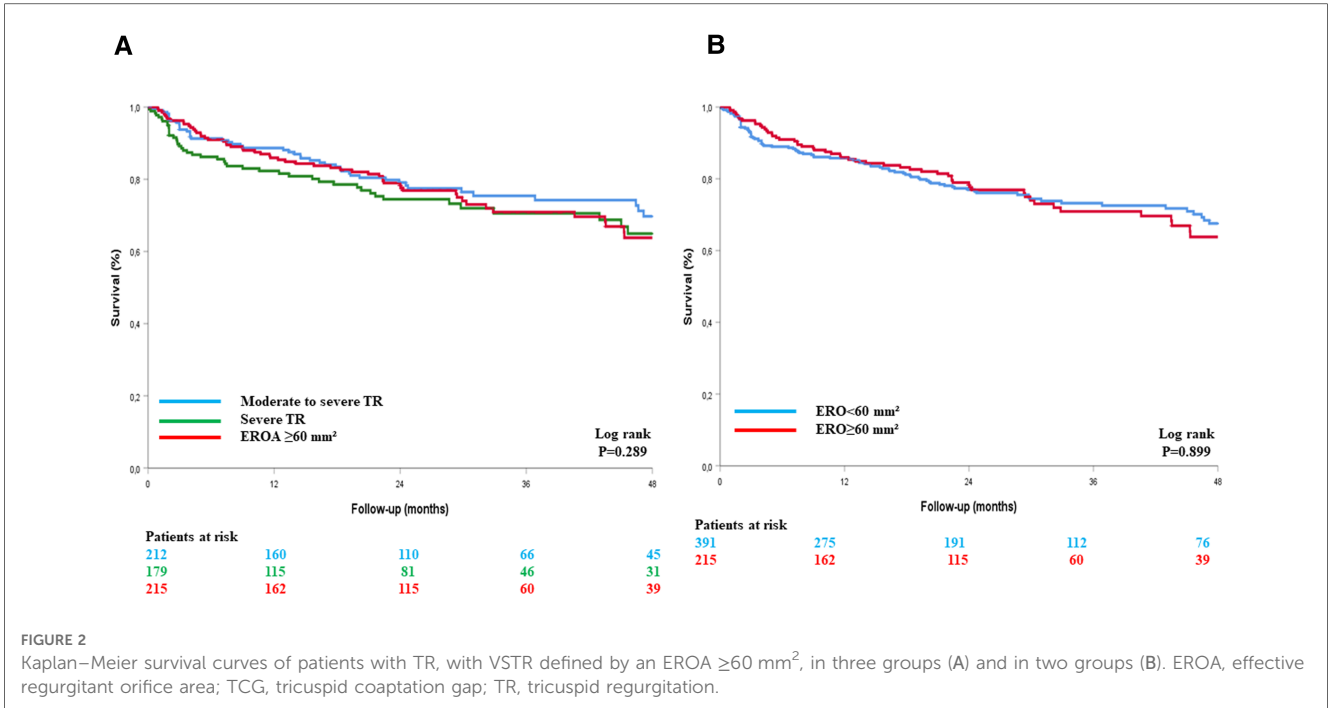 A
1,0
0,8
0,6
0,4
0,2
0,0
Survival (%)
Moderate to severe TR
Severe TR
EROA ≥60 mm²
Log rank
P=0.289
0 12 24 36 48
Follow-up (months)
Patients at risk
212 160 110 66 45
179 115 81 46 31
215 162 115 60 39
B
1,0
0,8
0,6
0,4
0,2
0,0
Survival (%)
ERO<60 mm²
ERO≥60 mm²
Log rank
P=0.899
0 12 24 36 48
Follow-up (months)
Patients at risk
391 275 191 112 76
215 162 115 60 39
FIGURE 2
Kaplan–Meier survival curves of patients with TR, with VSTR defined by an EROA ≥60 mm², in three groups (A) and in two groups (B). EROA, effective
regurgitant orifice area; TCG, tricuspid coaptation gap; TR, tricuspid regurgitation.